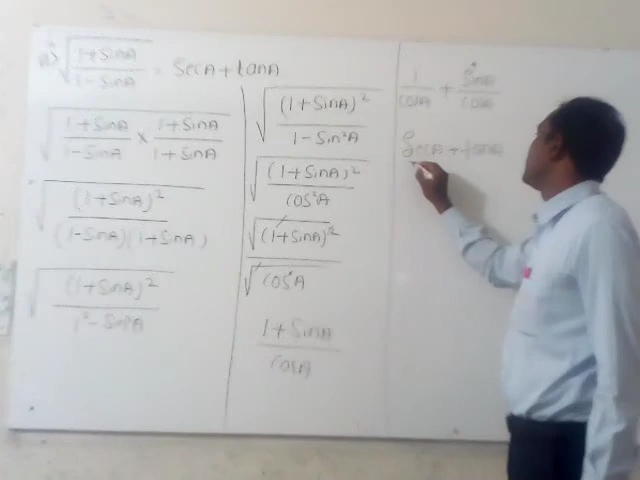 √(1+SinA / 1-SinA) = SecA + tanA
√(1+SinA / 1-SinA × 1+SinA / 1+SinA)
√((1+SinA)² / (1-SinA)(1+SinA))
√((1+SinA)² / 1²-Sin²A)
√((1+SinA)² / 1-Sin²A)
√((1+SinA)² / Cos²A)
√(1+SinA)² / √Cos²A
1+SinA / CosA
1 / CosA + SinA / CosA
SecA + tanA